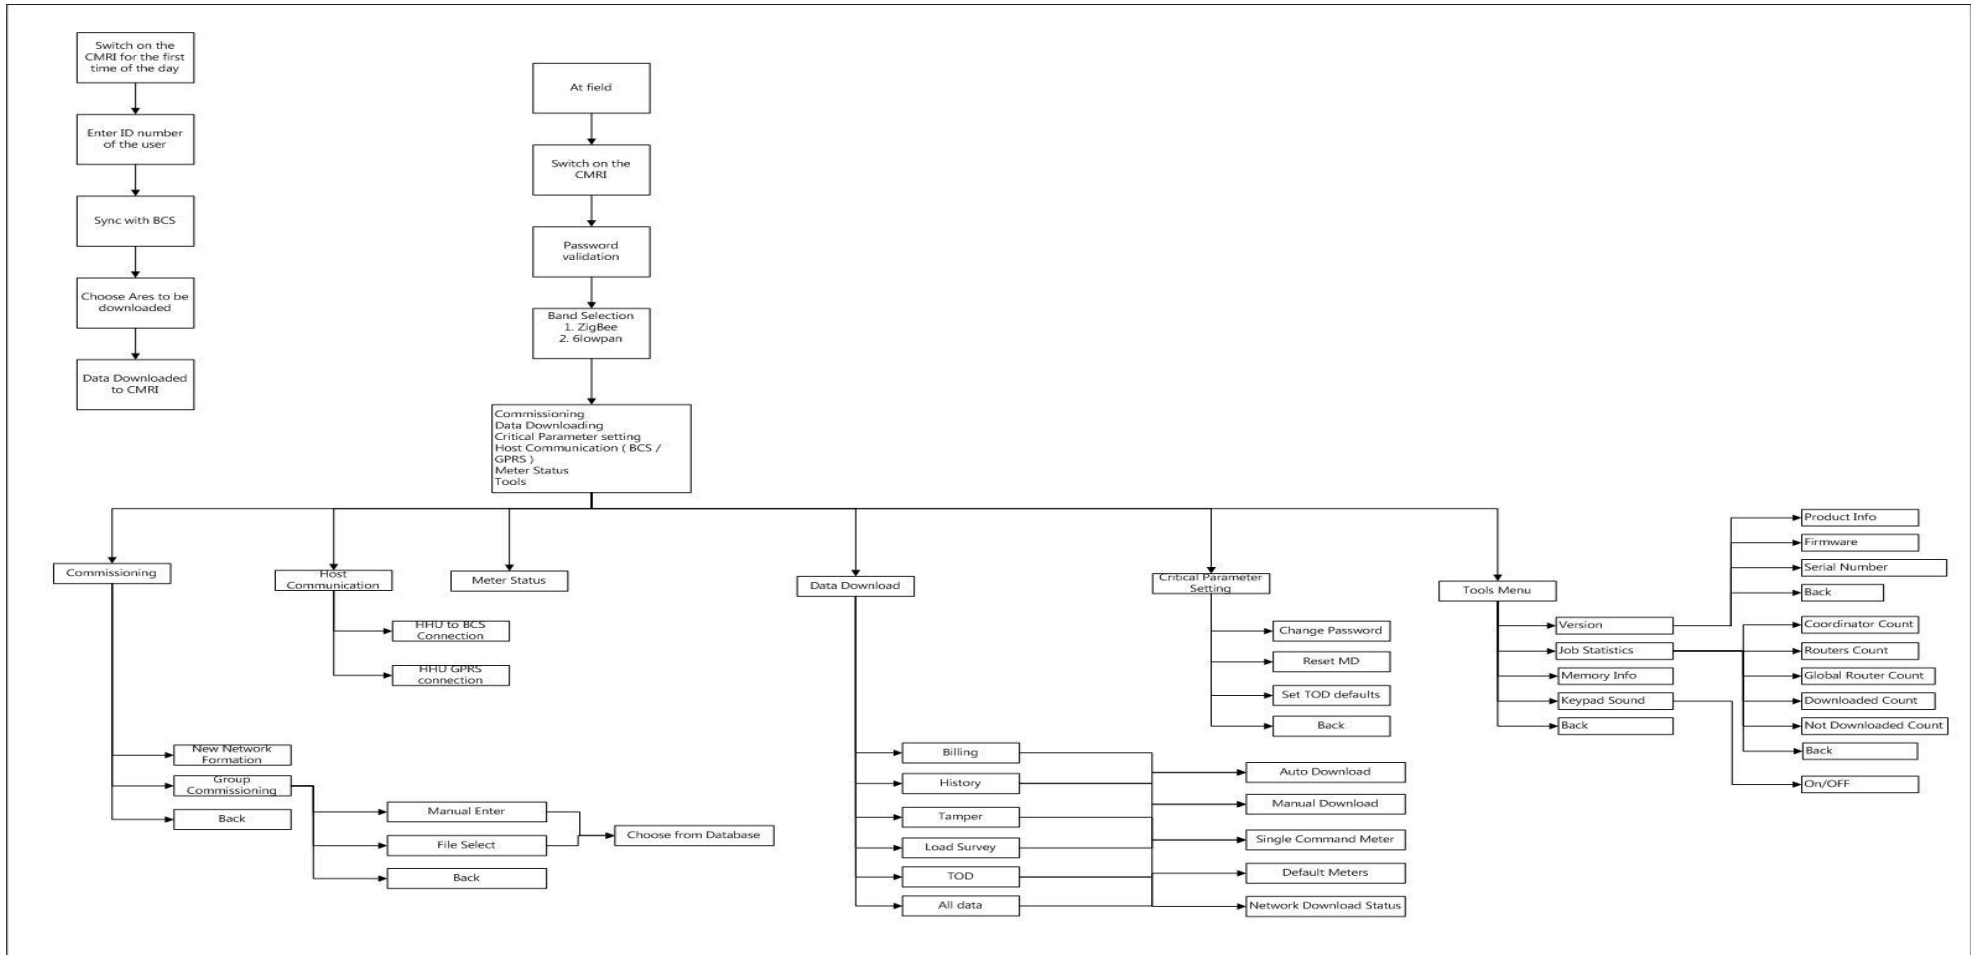 Switch on the
CMRI for the first
time of the day
Enter ID number
of the user
Sync with BCS
Choose Ares to be
downloaded
Data Downloaded
to CMRI
At field
Switch on the
CMRI
Password
validation
Band Selection
1. ZigBee
2. 6lowpan
Commissioning
Data Downloading
Critical Parameter setting
Host Communication ( BCS /
GPRS )
Meter Status
Tools
Commissioning
New Network
Formation
Group
Commissioning
Back
Manual Enter
File Select
Back
Choose from Database
Host
Communication
HHU to BCS
Connection
HHU GPRS
connection
Meter Status
Data Download
Billing
History
Tamper
Load Survey
TOD
All data
Auto Download
Manual Download
Single Command Meter
Default Meters
Network Download Status
Critical Parameter
Setting
Change Password
Reset MD
Set TOD defaults
Back
Tools Menu
Version
Job Statistics
Memory Info
Keypad Sound
Back
Product Info
Firmware
Serial Number
Back
Coordinator Count
Routers Count
Global Router Count
Downloaded Count
Not Downloaded Count
Back
On/OFF